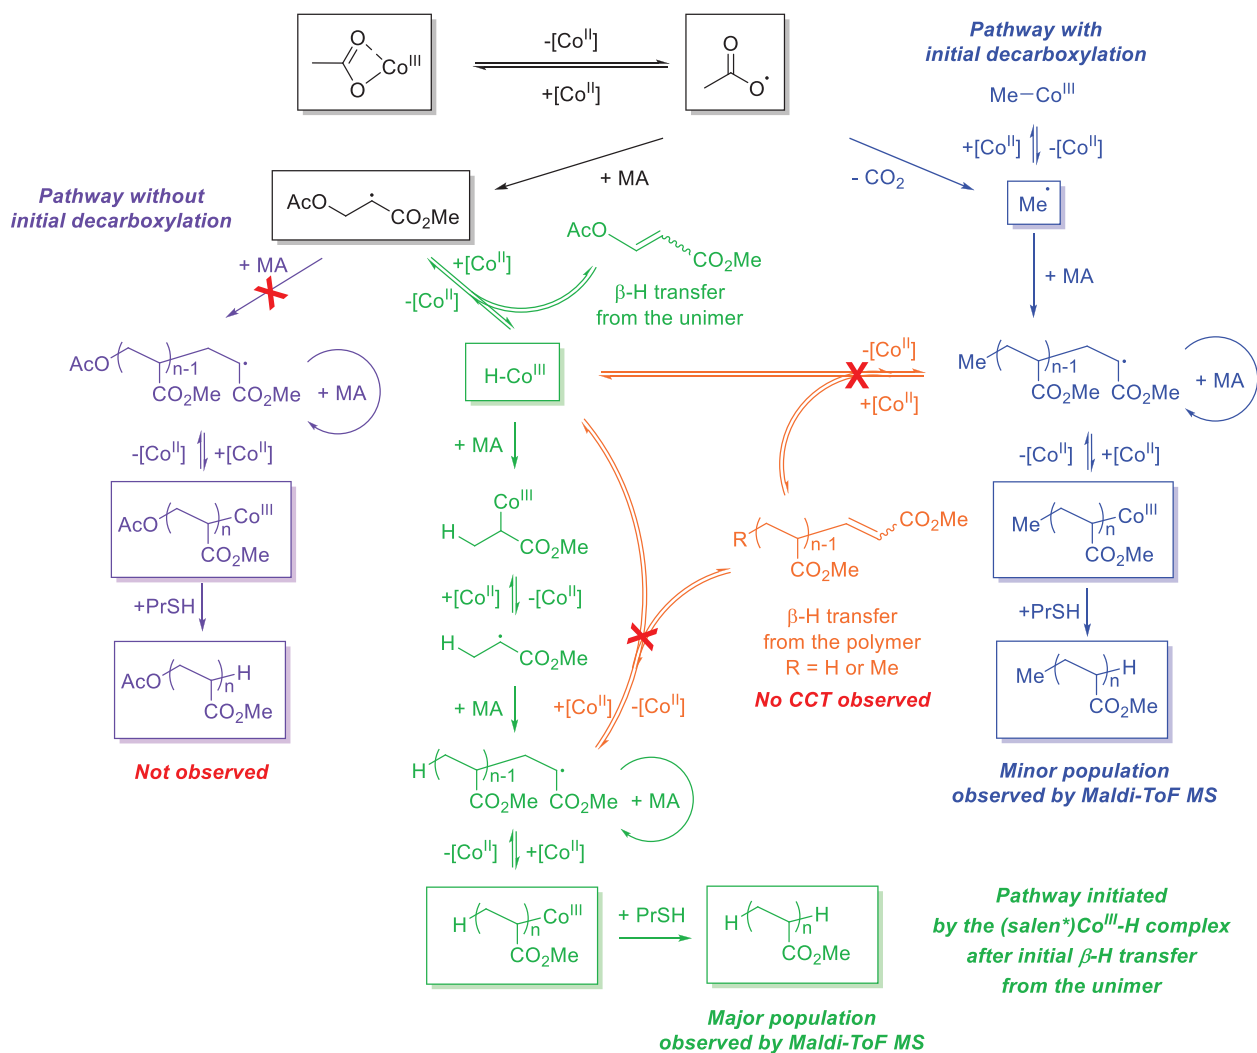 -[Co^II]
+[Co^II]
O
O
Co^III
O
O•
Pathway with
initial decarboxylation
Me–Co^III
+[Co^II]
-[Co^II]
+ MA
- CO2
Me•
Pathway without
initial decarboxylation
AcO
CO2Me
+ MA
+[Co^II]
-[Co^II]
AcO
CO2Me
β-H transfer
from the unimer
+ MA
AcO
n-1
CO2Me
CO2Me
+ MA
H-Co^III
-[Co^II]
+[Co^II]
Me
n-1
CO2Me
CO2Me
+ MA
-[Co^II]
+[Co^II]
+ MA
-[Co^II]
+[Co^II]
AcO
Co^III
n
CO2Me
Co^III
H
CO2Me
R
n-1
CO2Me
CO2Me
Me
Co^III
n
CO2Me
+PrSH
+[Co^II]
-[Co^II]
β-H transfer
from the polymer
R = H or Me
No CCT observed
+PrSH
AcO
H
n
CO2Me
Not observed
H
CO2Me
+ MA
+[Co^II]
-[Co^II]
Me
H
n
CO2Me
Minor population
observed by Maldi-ToF MS
H
n-1
CO2Me
CO2Me
+ MA
-[Co^II]
+[Co^II]
H
Co^III
n
CO2Me
+ PrSH
H
H
n
CO2Me
Major population
observed by Maldi-ToF MS
Pathway initiated
by the (salen*)Co^III-H complex
after initial β-H transfer
from the unimer